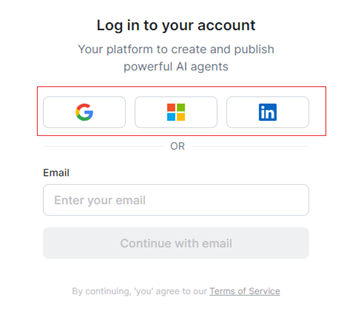 Log in to your account
Your platform to create and publish
powerful AI agents
in
OR
Email
Enter your email
Continue with email
By continuing, 'you' agree to our Terms of Service